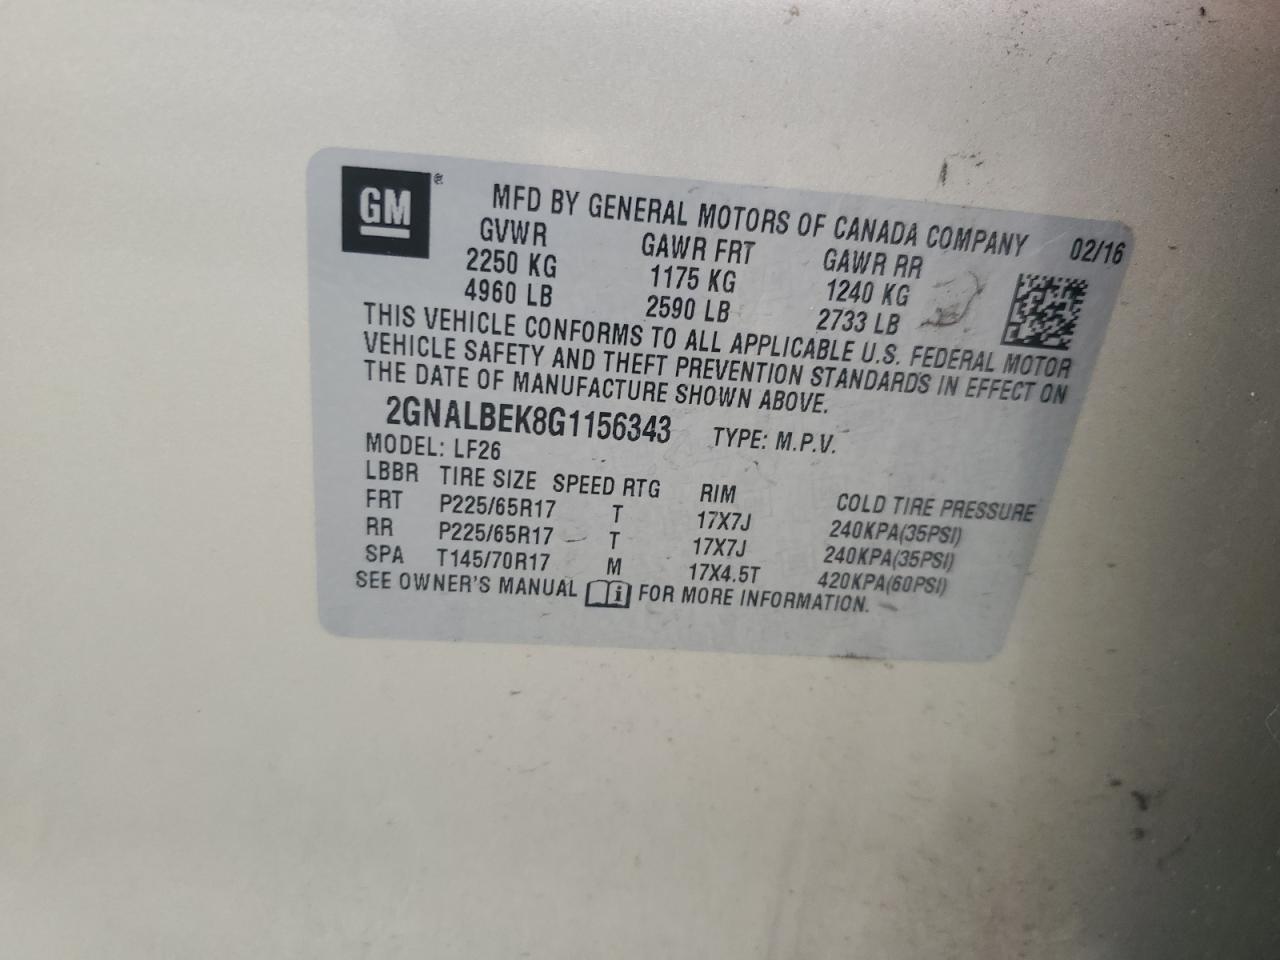 GM ®
MFD BY GENERAL MOTORS OF CANADA COMPANY 02/16
GVWR GAWR FRT GAWR RR
2250 KG 1175 KG 1240 KG
4960 LB 2590 LB 2733 LB
THIS VEHICLE CONFORMS TO ALL APPLICABLE U.S. FEDERAL MOTOR
VEHICLE SAFETY AND THEFT PREVENTION STANDARDS IN EFFECT ON
THE DATE OF MANUFACTURE SHOWN ABOVE.
2GNALBEK8G1156343 TYPE: M.P.V.
MODEL: LF26
LBBR TIRE SIZE SPEED RTG RIM COLD TIRE PRESSURE
FRT P225/65R17 T 17X7J 240KPA(35PSI)
RR P225/65R17 T 17X7J 240KPA(35PSI)
SPA T145/70R17 M 17X4.5T 420KPA(60PSI)
SEE OWNER'S MANUAL i FOR MORE INFORMATION.